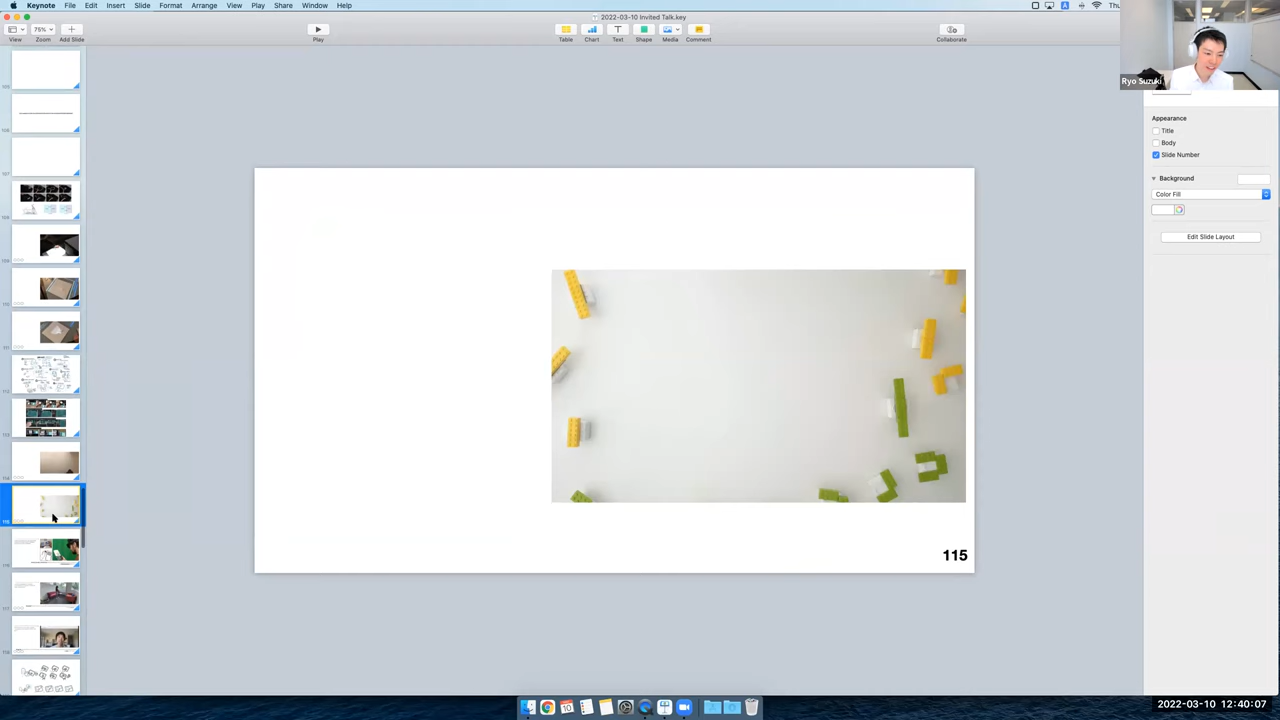 Keynote File Edit Insert Slide Format Arrange View Play Share Window Help
2022-03-10 Invited Talk.key
75%
View Zoom Add Slide Play Table Chart Text Shape Media Comment Collaborate
Ryo Suzuki
Appearance
Title
Body
Slide Number
Background
Color Fill
Edit Slide Layout
115
2022-03-10 12:40:07